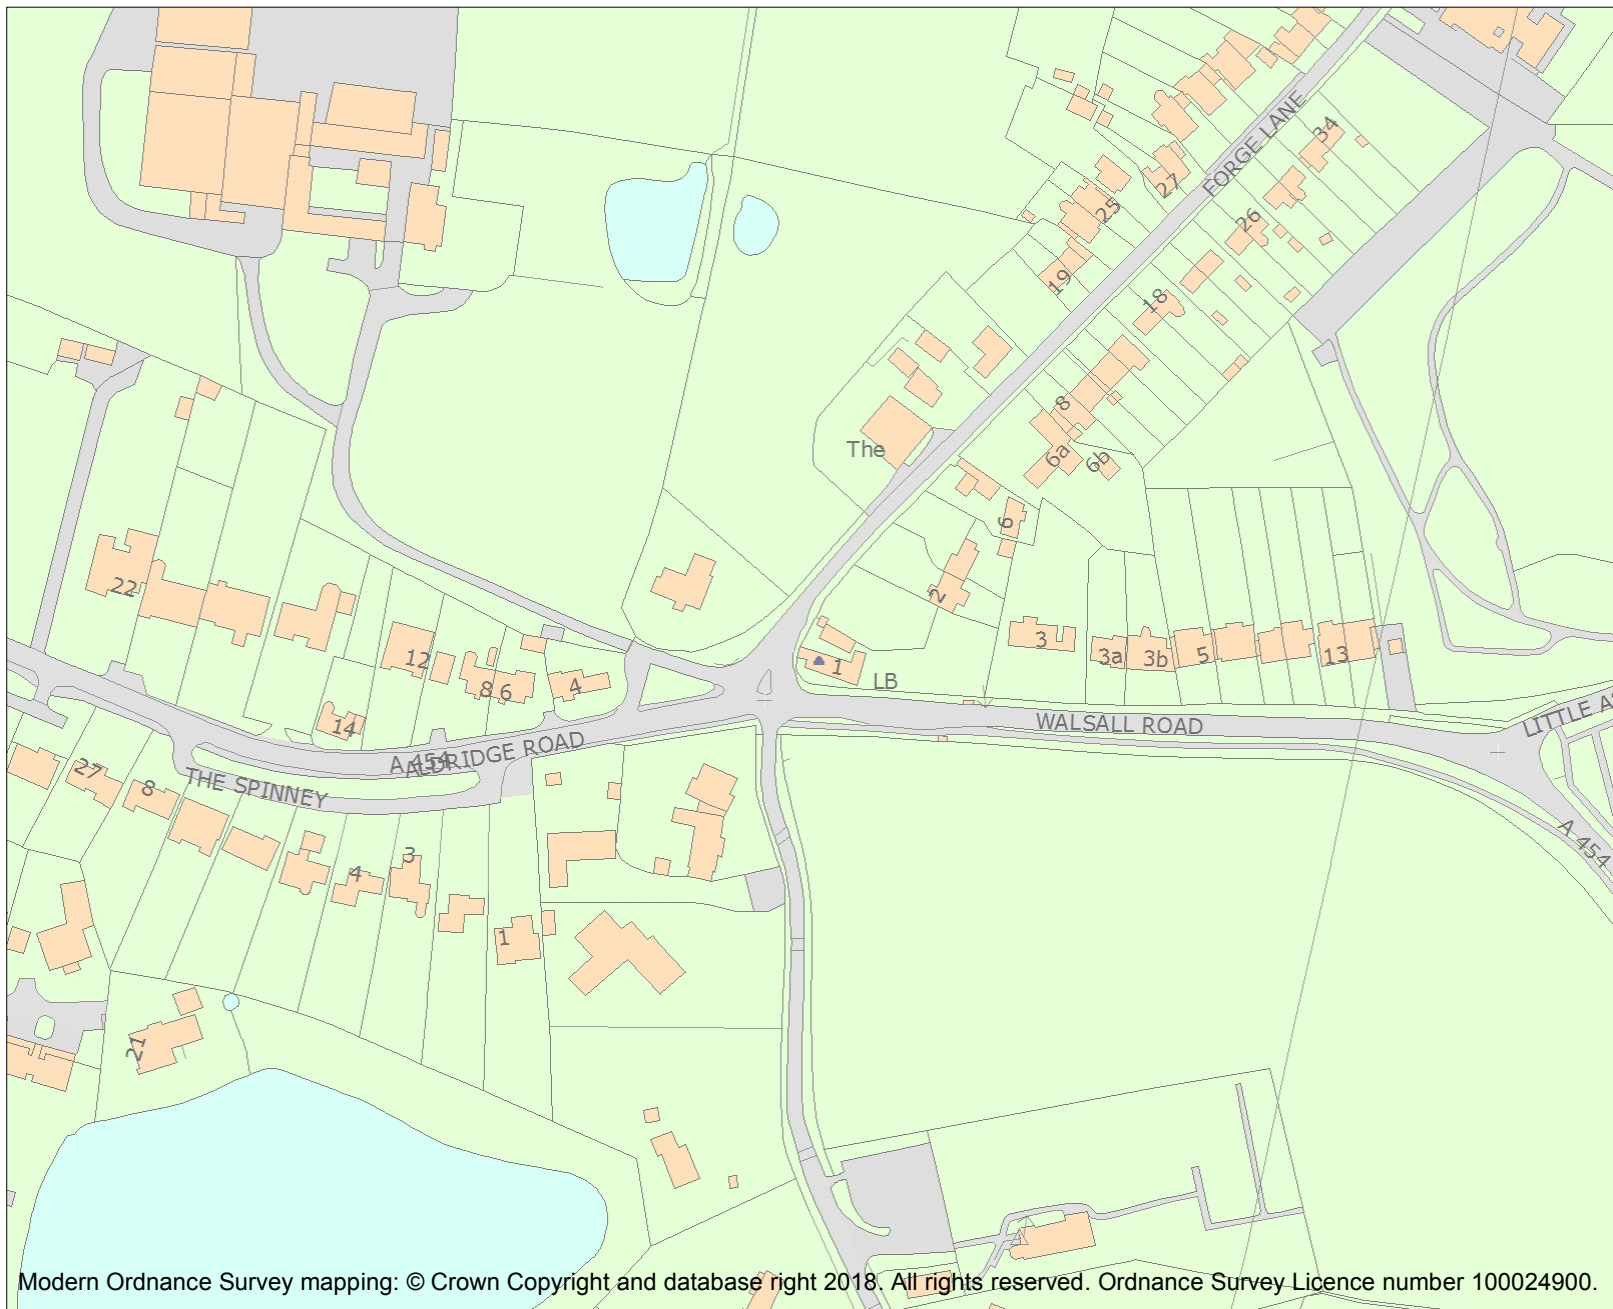 34
FORGE LANE
27
25
26
19
18
8
The
6a
6b
6
22
2
12
3
3a
3b
5
13
1
8
6
4
LB
14
WALSALL ROAD
LITTLE AS
A 454
ALDRIDGE ROAD
27
8
THE SPINNEY
A 454
3
4
1
21
Modern Ordnance Survey mapping: © Crown Copyright and database right 2018. All rights reserved. Ordnance Survey Licence number 100024900.